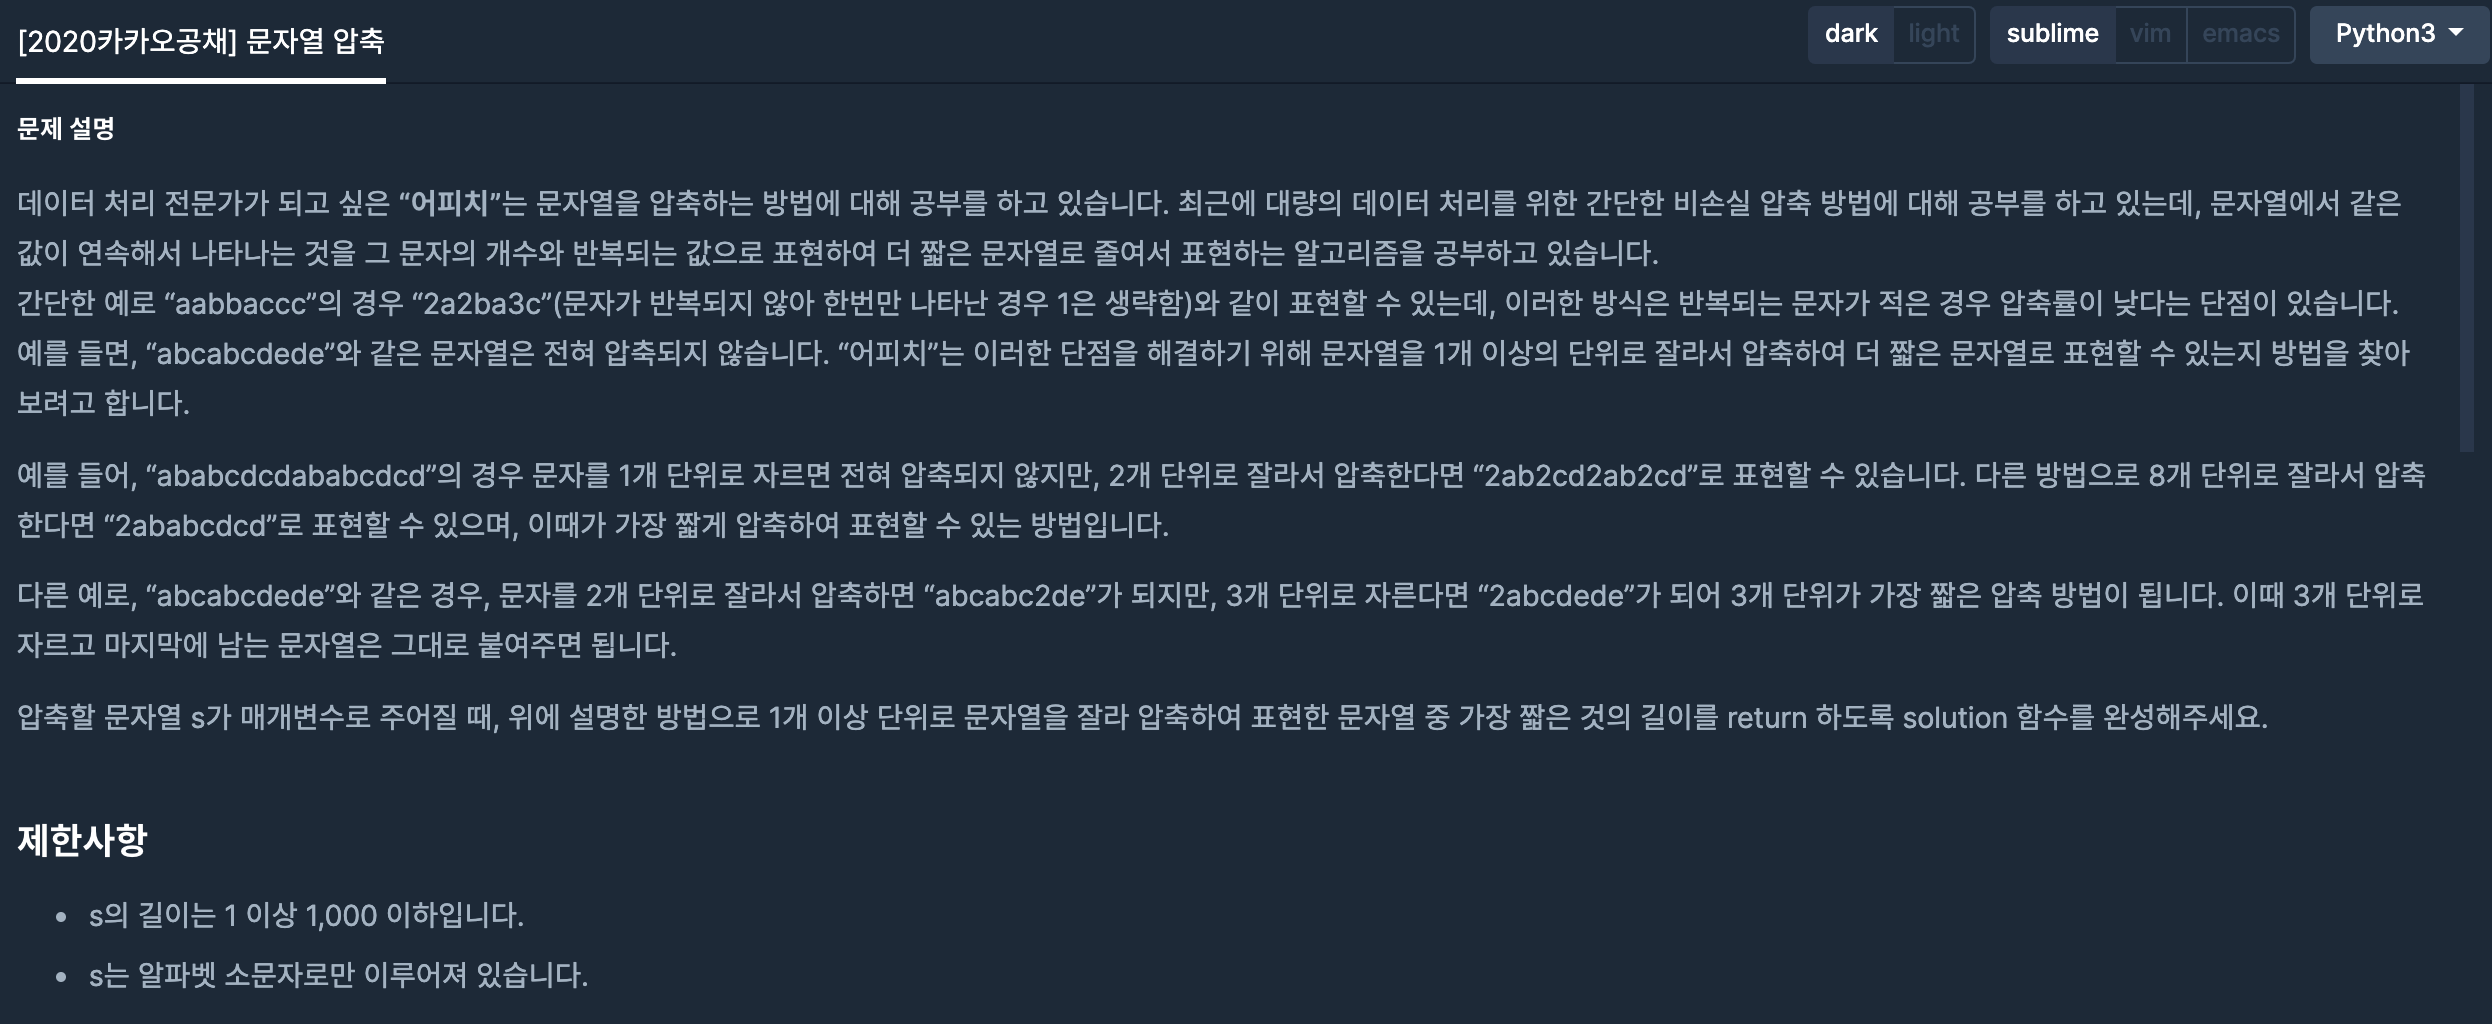 [2020카카오공채] 문자열 압축
dark light sublime vim emacs Python3
문제 설명
데이터 처리 전문가가 되고 싶은 “어피치”는 문자열을 압축하는 방법에 대해 공부를 하고 있습니다. 최근에 대량의 데이터 처리를 위한 간단한 비손실 압축 방법에 대해 공부를 하고 있는데, 문자열에서 같은
값이 연속해서 나타나는 것을 그 문자의 개수와 반복되는 값으로 표현하여 더 짧은 문자열로 줄여서 표현하는 알고리즘을 공부하고 있습니다.
간단한 예로 “aabbaccc”의 경우 “2a2ba3c”(문자가 반복되지 않아 한번만 나타난 경우 1은 생략함)와 같이 표현할 수 있는데, 이러한 방식은 반복되는 문자가 적은 경우 압축률이 낮다는 단점이 있습니다.
예를 들면, “abcabcdede”와 같은 문자열은 전혀 압축되지 않습니다. “어피치”는 이러한 단점을 해결하기 위해 문자열을 1개 이상의 단위로 잘라서 압축하여 더 짧은 문자열로 표현할 수 있는지 방법을 찾아
보려고 합니다.
예를 들어, “ababcdcdababcdcd”의 경우 문자를 1개 단위로 자르면 전혀 압축되지 않지만, 2개 단위로 잘라서 압축한다면 “2ab2cd2ab2cd”로 표현할 수 있습니다. 다른 방법으로 8개 단위로 잘라서 압축
한다면 “2ababcdcd”로 표현할 수 있으며, 이때가 가장 짧게 압축하여 표현할 수 있는 방법입니다.
다른 예로, “abcabcdede”와 같은 경우, 문자를 2개 단위로 잘라서 압축하면 “abcabc2de”가 되지만, 3개 단위로 자른다면 “2abcdede”가 되어 3개 단위가 가장 짧은 압축 방법이 됩니다. 이때 3개 단위로
자르고 마지막에 남는 문자열은 그대로 붙여주면 됩니다.
압축할 문자열 s가 매개변수로 주어질 때, 위에 설명한 방법으로 1개 이상 단위로 문자열을 잘라 압축하여 표현한 문자열 중 가장 짧은 것의 길이를 return 하도록 solution 함수를 완성해주세요.
제한사항
• s의 길이는 1 이상 1,000 이하입니다.
• s는 알파벳 소문자로만 이루어져 있습니다.